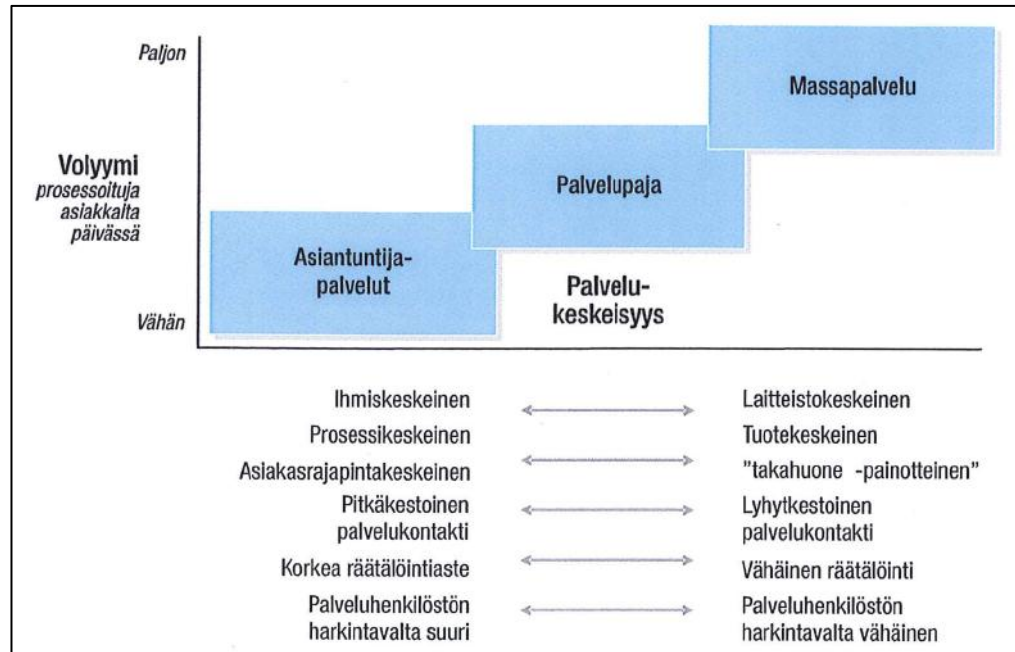 Paljon
Massapalvelu
Volyymi
prosessoituja
asiakkaita
päivässä
Palvelupaja
Asiantuntija-
palvelut
Palvelu-
keskeisyys
Vähän
Ihmiskeskeinen
Laitteistokeskeinen
Prosessikeskeinen
Tuotekeskeinen
Asiakasrajapintakeskeinen
"takahuone -painotteinen"
Pitkäkestoinen
palvelukontakti
Lyhytkestoinen
palvelukontakti
Korkea räätälöintiaste
Vähäinen räätälöinti
Palveluhenkilöstön
harkintavalta suuri
Palveluhenkilöstön
harkintavalta vähäinen